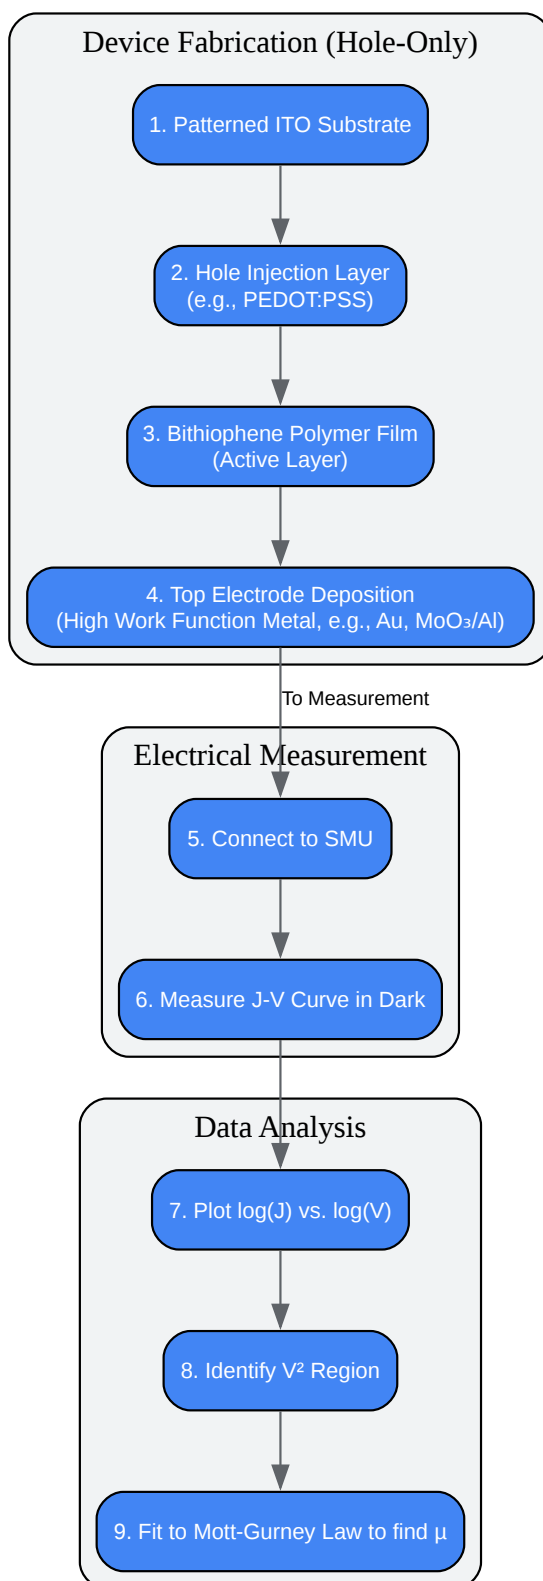 Device Fabrication (Hole-Only)
1. Patterned ITO Substrate
2. Hole Injection Layer
(e.g., PEDOT:PSS)
3. Bithiophene Polymer Film
(Active Layer)
4. Top Electrode Deposition
(High Work Function Metal, e.g., Au, MoO₃/Al)
To Measurement
Electrical Measurement
5. Connect to SMU
6. Measure J-V Curve in Dark
Data Analysis
7. Plot log(J) vs. log(V)
8. Identify V² Region
9. Fit to Mott-Gurney Law to find µ